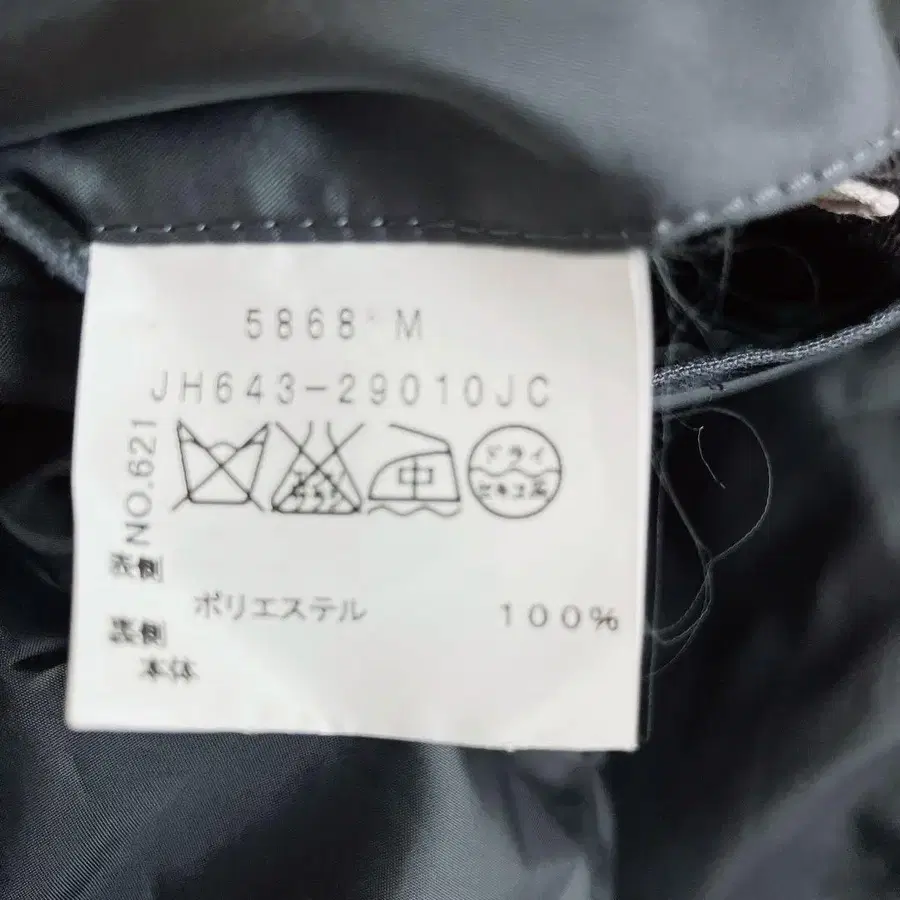 5868 M
JH643-29010JC
NO.621
中
ドライ
セキユ系
表側
ポリエステル 100%
裏側
本体